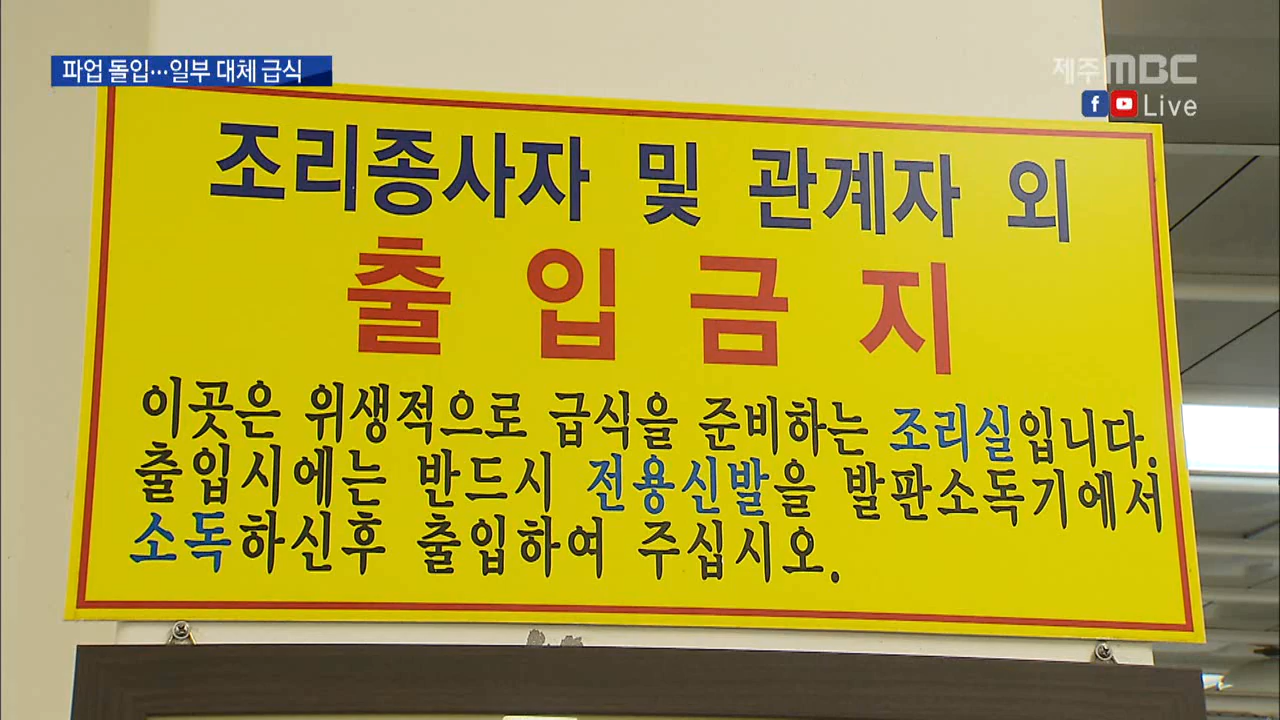 파업 돌입…일부 대체 급식
제주MBC
Live
조리종사자 및 관계자 외
출입금지
이곳은 위생적으로 급식을 준비하는 조리실입니다.
출입시에는 반드시 전용신발을 발판소독기에서
소독하신후 출입하여 주십시오.